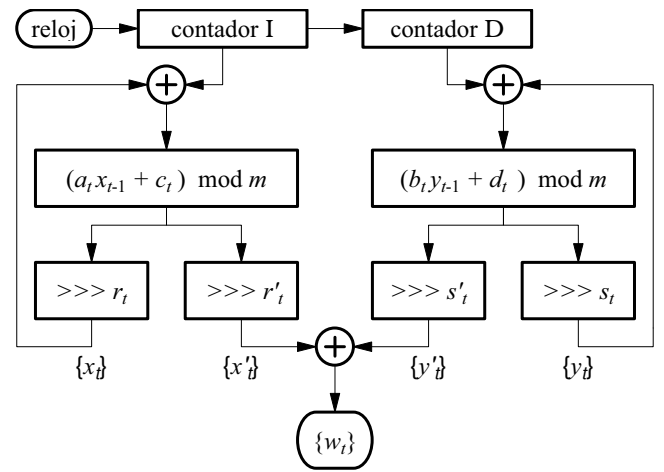 reloj contador I contador D
+ +
(a_t x_{t-1} + c_t) mod m (b_t y_{t-1} + d_t) mod m
>>> r_t >>> r'_t >>> s'_t >>> s_t
+
{x_t} {x'_t} {y'_t} {y_t}
{w_t}